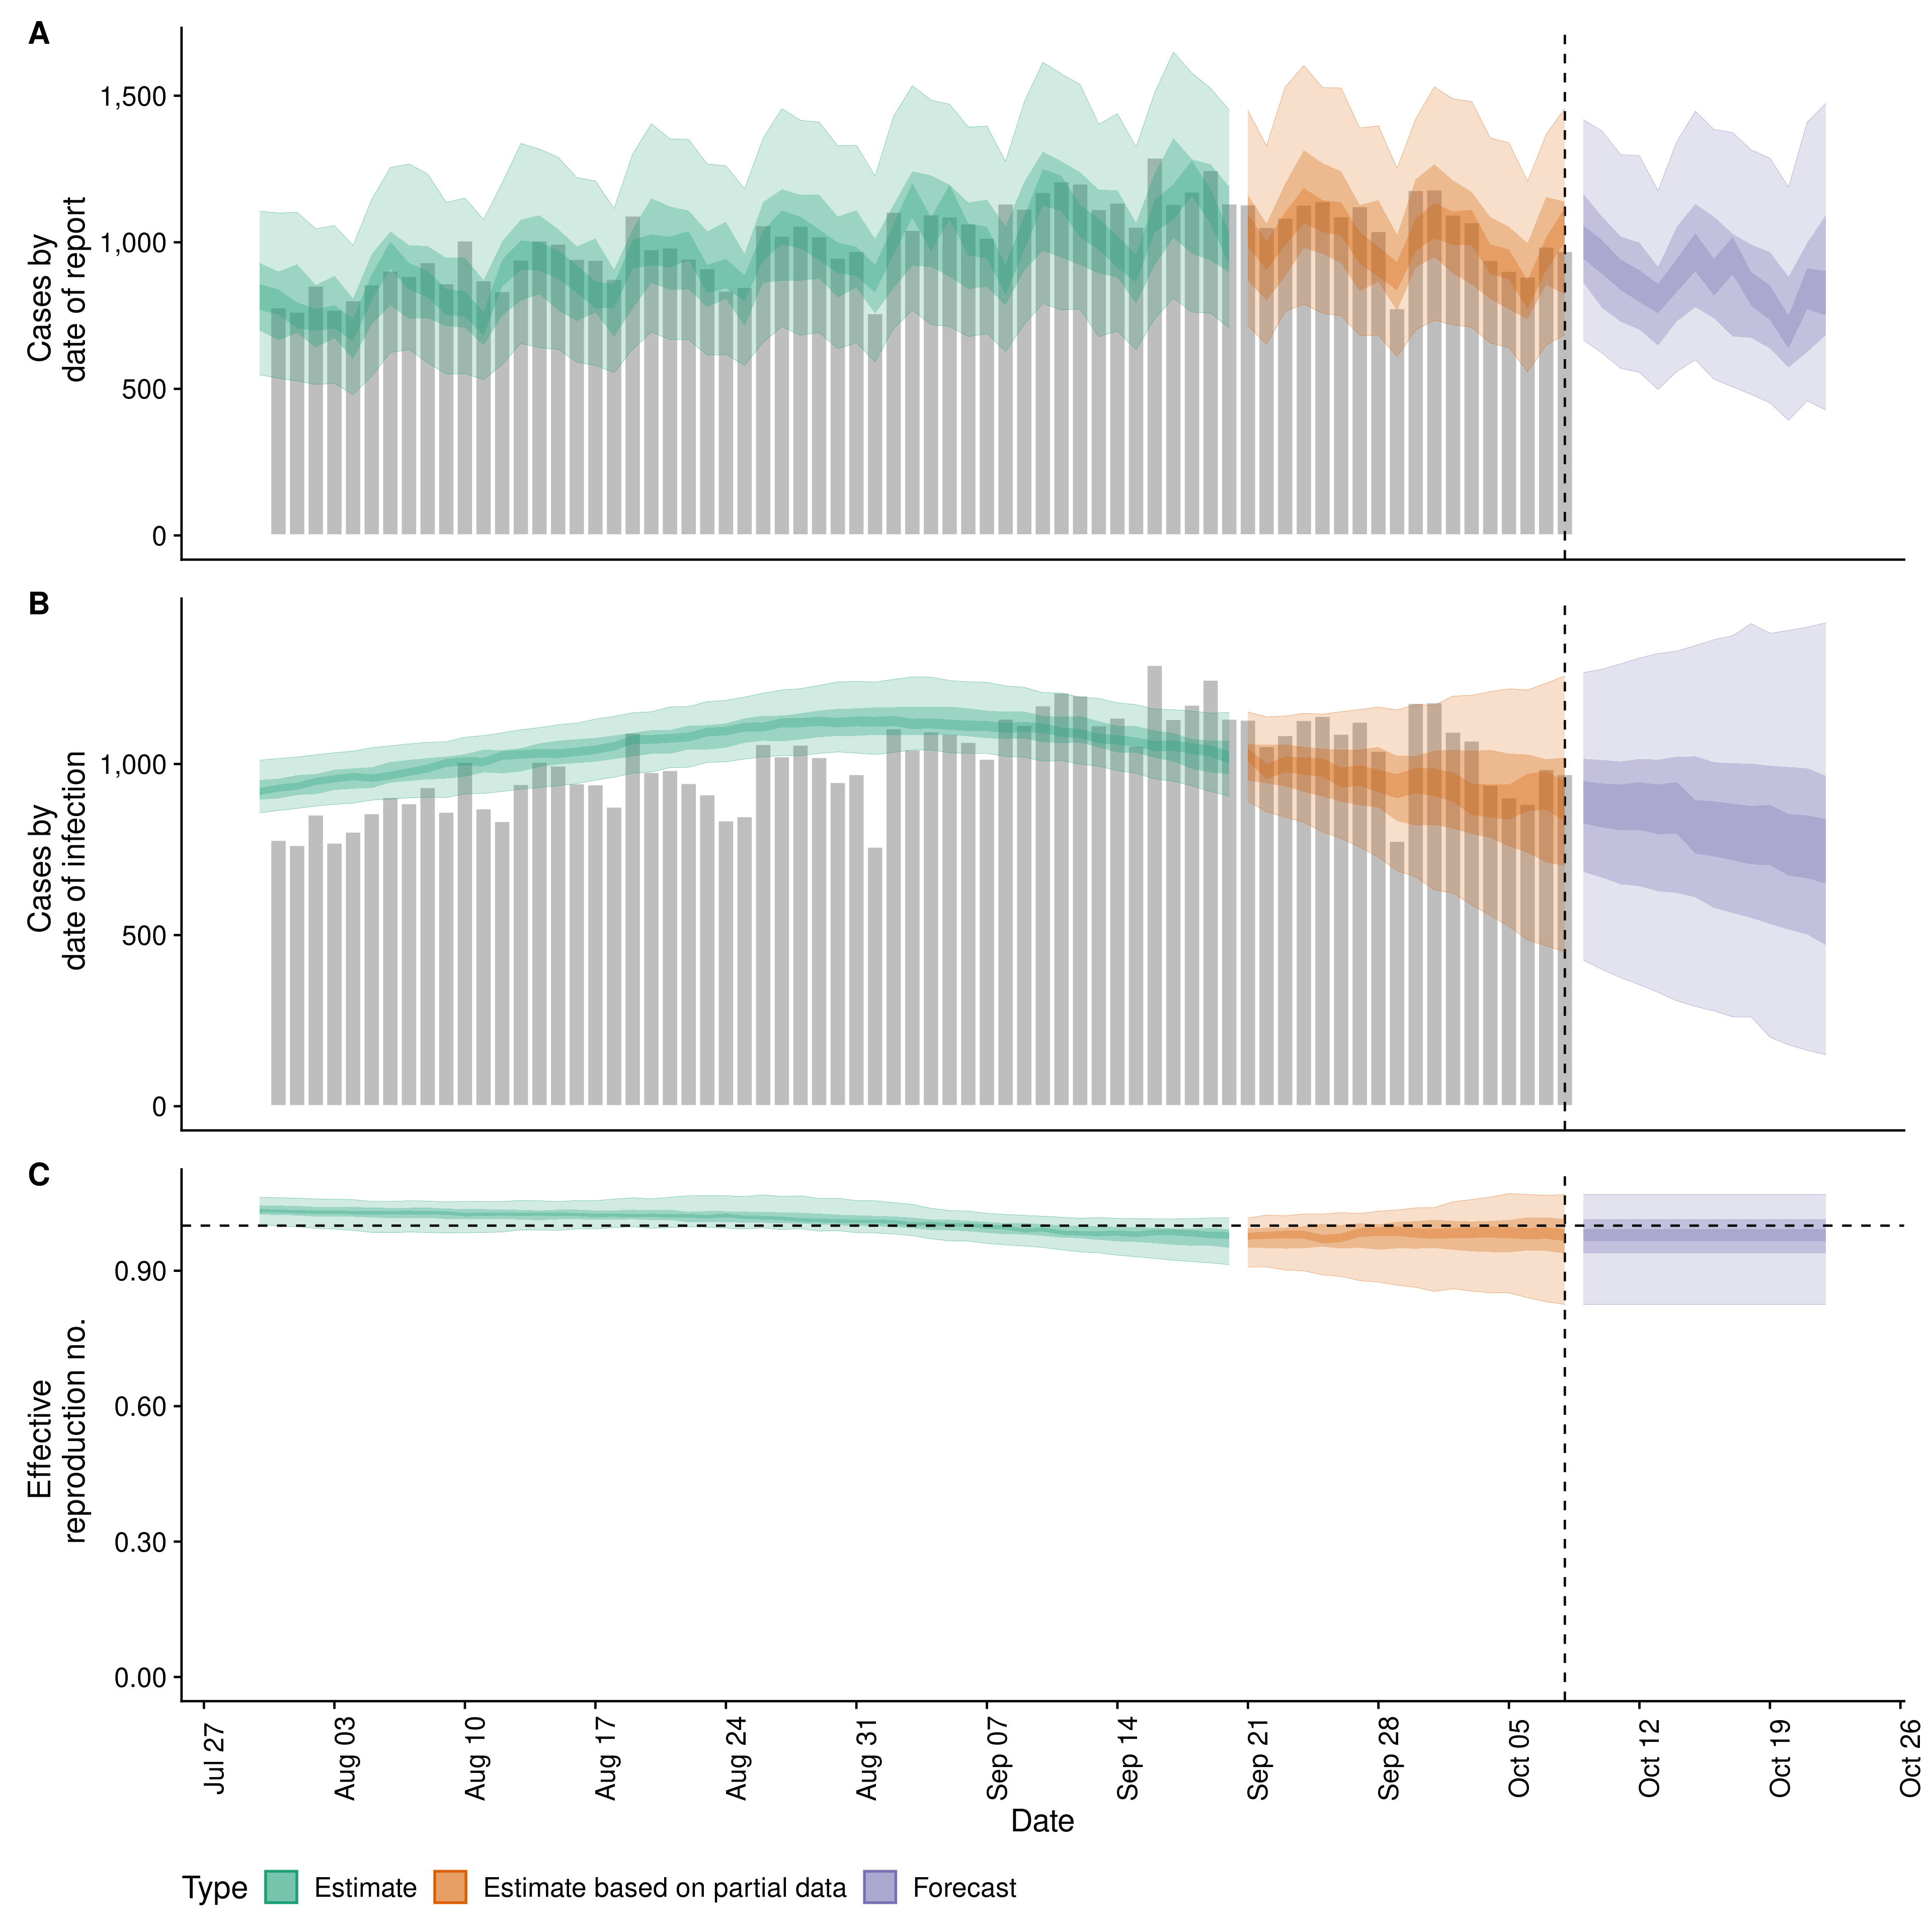 A
Cases by
date of report
1,500
1,000
500
0
B
Cases by
date of infection
1,000
500
0
C
Effective
reproduction no.
0.90
0.60
0.30
0.00
Jul 27
Aug 03
Aug 10
Aug 17
Aug 24
Aug 31
Sep 07
Sep 14
Sep 21
Sep 28
Oct 05
Oct 12
Oct 19
Oct 26
Date
Type Estimate Estimate based on partial data Forecast